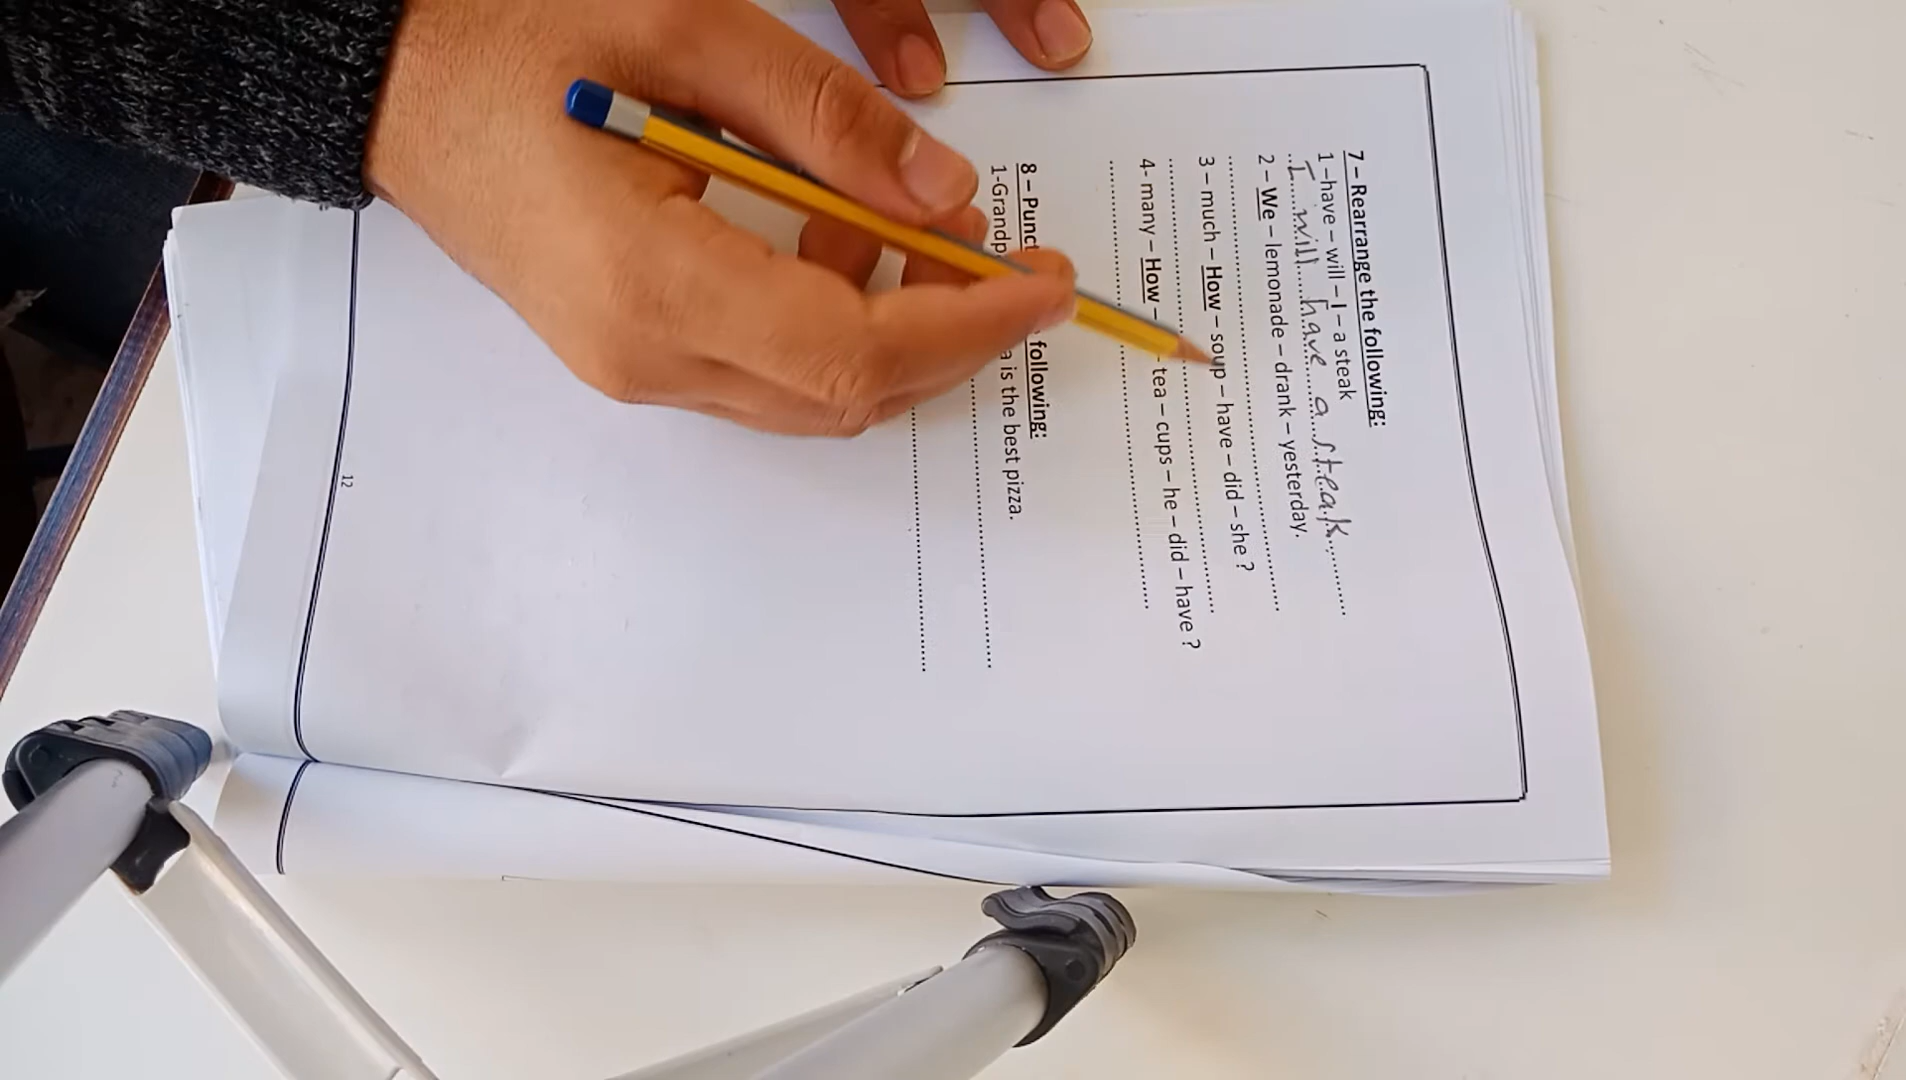 7 – Rearrange the following:
1 –have – will – I – a steak
I will have a steak
2 – We – lemonade – drank – yesterday.
3 – much – How – soup – have – did – she ?
4- many – How – – tea – cups – he – did – have ?
8 – Punct following:
1-Grandp a is the best pizza.
12